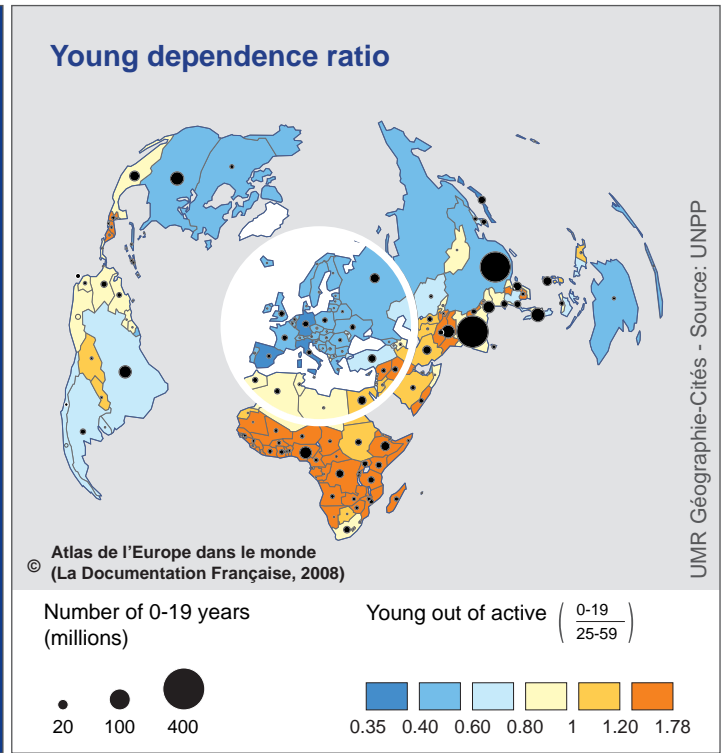 Young dependence ratio
UMR Géographie-Cités - Source: UNPP
© Atlas de l'Europe dans le monde
(La Documentation Française, 2008)
Number of 0-19 years
(millions)
20 100 400
Young out of active ( 0-19
25-59 )
0.35 0.40 0.60 0.80 1 1.20 1.78